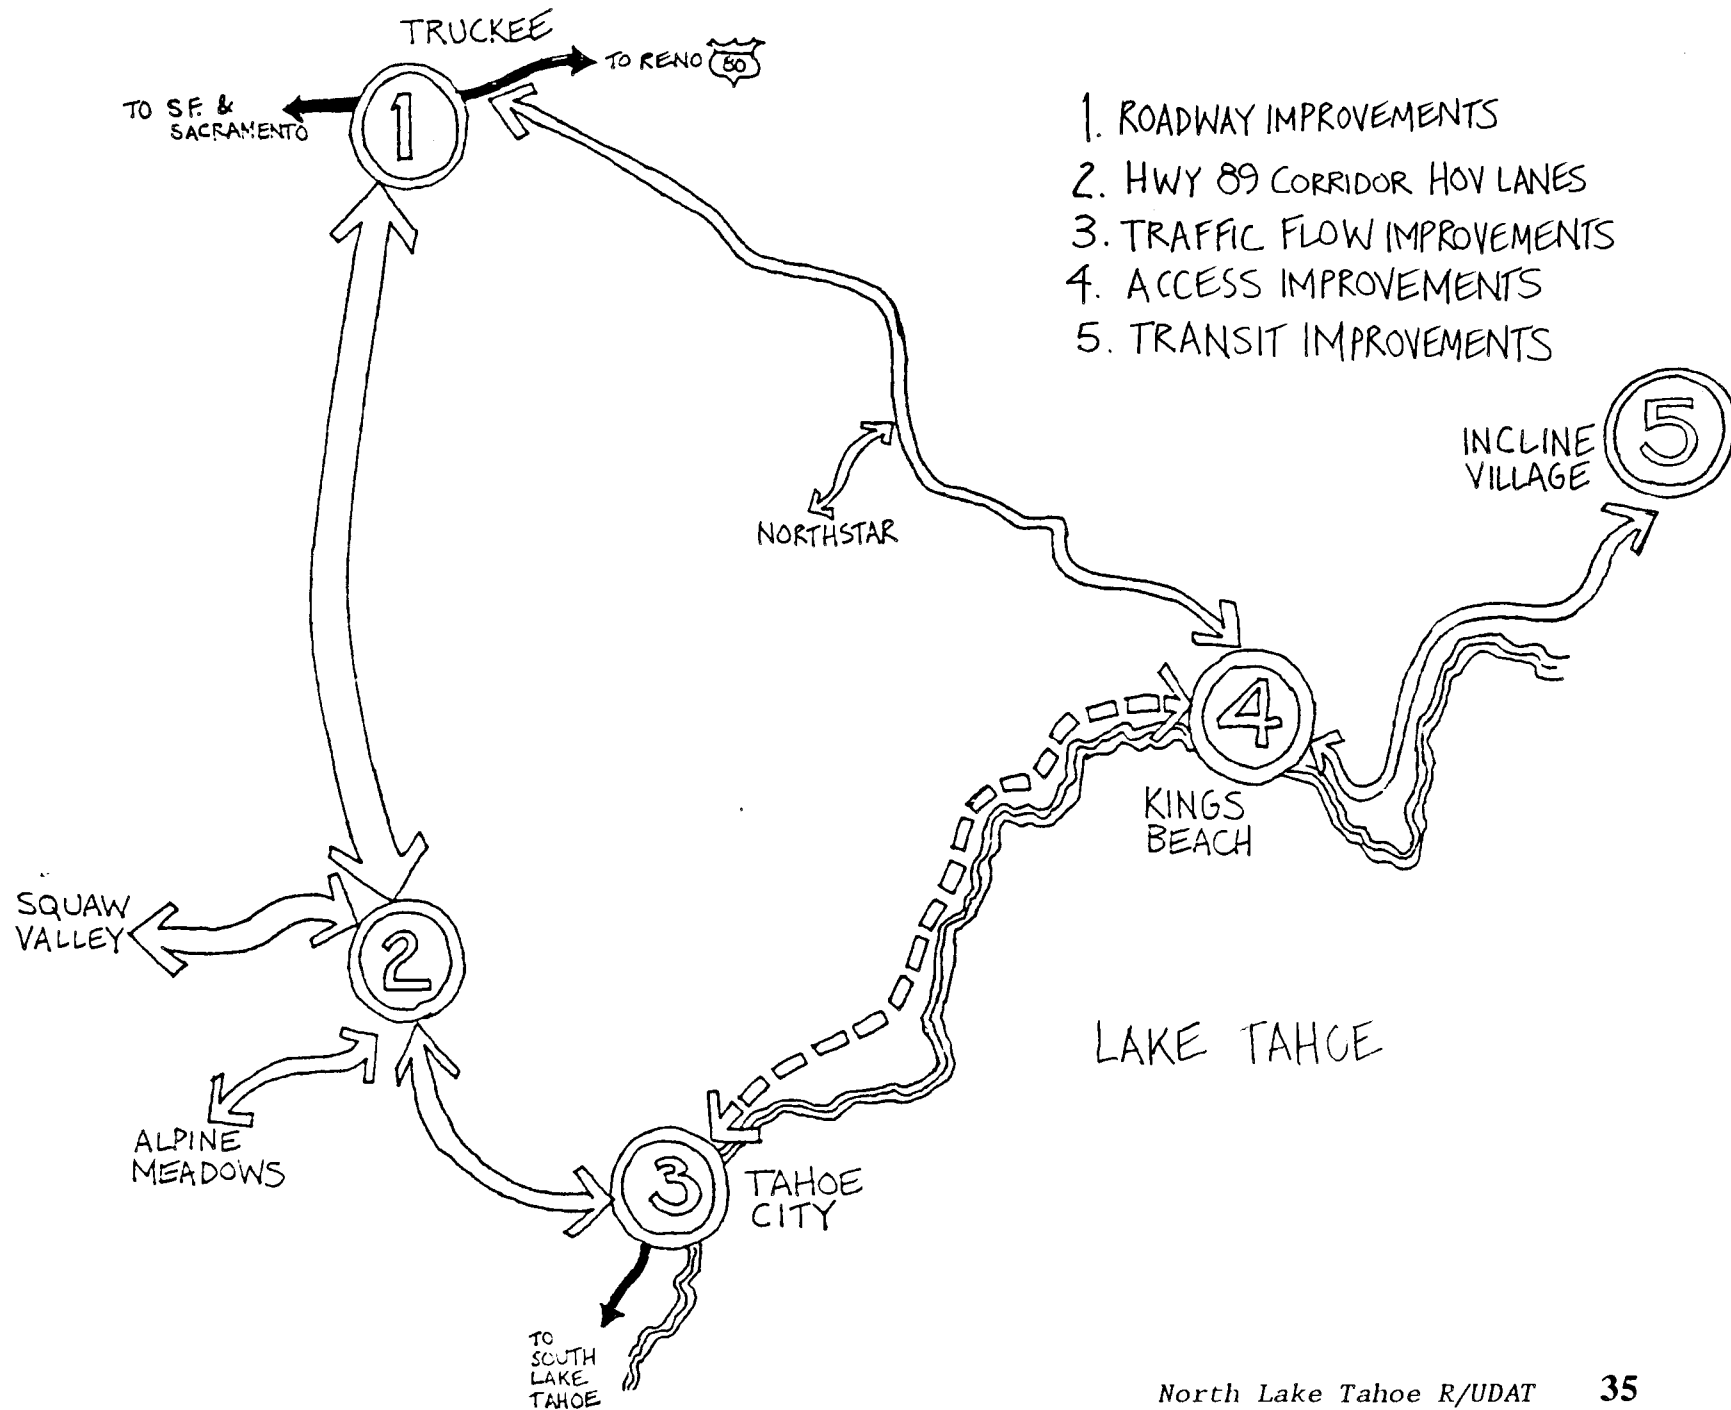 TRUCKEE
TO RENO 80
TO S.F. &
SACRAMENTO
1
1. ROADWAY IMPROVEMENTS
2. HWY 89 CORRIDOR HOV LANES
3. TRAFFIC FLOW IMPROVEMENTS
4. ACCESS IMPROVEMENTS
5. TRANSIT IMPROVEMENTS
5
INCLINE
VILLAGE
NORTHSTAR
4
KINGS
BEACH
SQUAW
VALLEY
2
LAKE TAHOE
ALPINE
MEADOWS
3
TAHOE
CITY
TO
SOUTH
LAKE
TAHOE
North Lake Tahoe R/UDAT 35